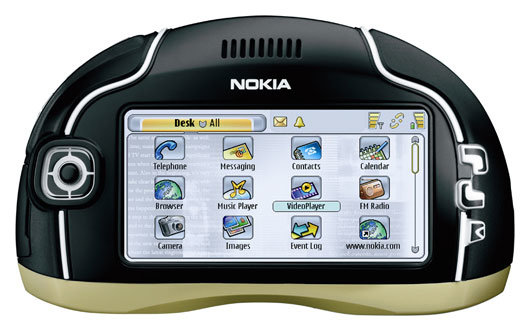 NOKIA
Desk All
Telephone Messaging Contacts Calendar
Browser Music Player VideoPlayer FM Radio
Camera Images Event Log www.nokia.com